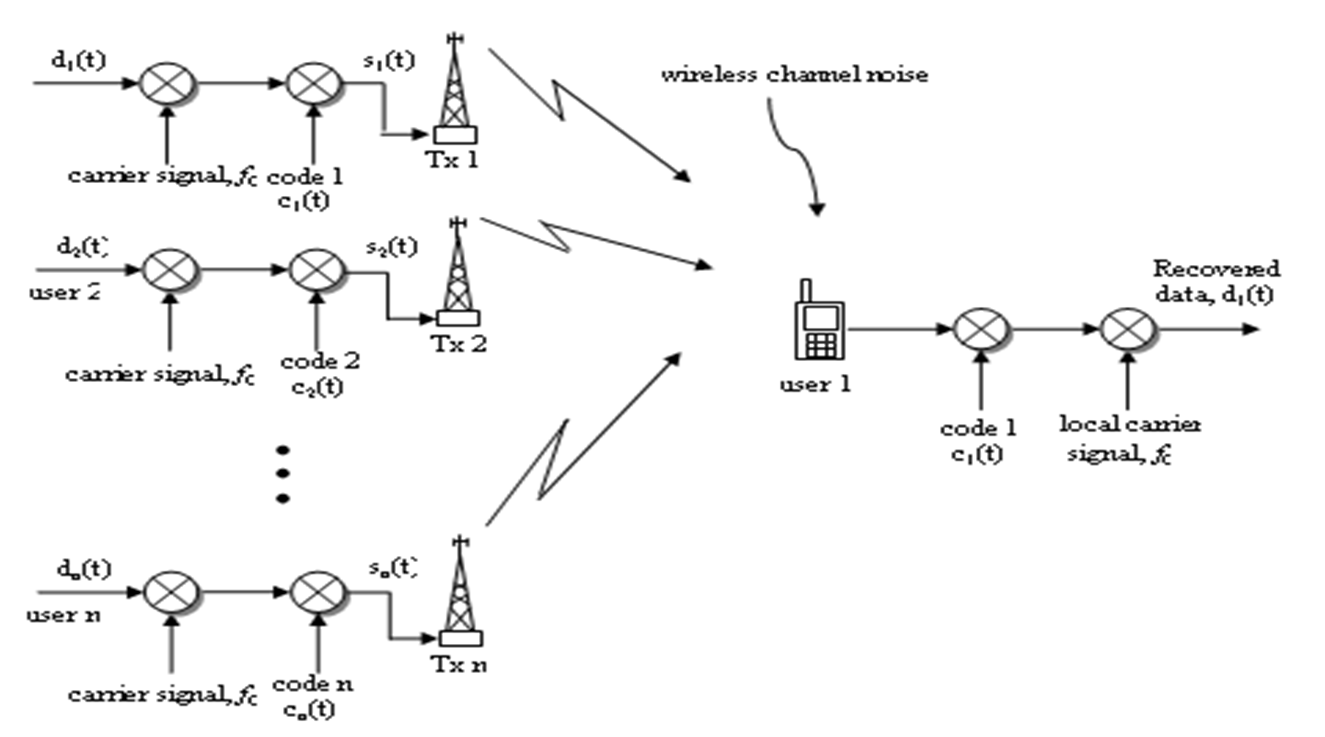 d₁(t)
s₁(t)
carrier signal, fc
code 1
c₁(t)
Tx 1
d₂(t)
user 2
s₂(t)
carrier signal, fc
code 2
c₂(t)
Tx 2
dₙ(t)
user n
sₙ(t)
carrier signal, fc
code n
cₙ(t)
Tx n
wireless channel noise
user 1
code 1
c₁(t)
local carrier
signal, fc
Recovered
data, d₁(t)